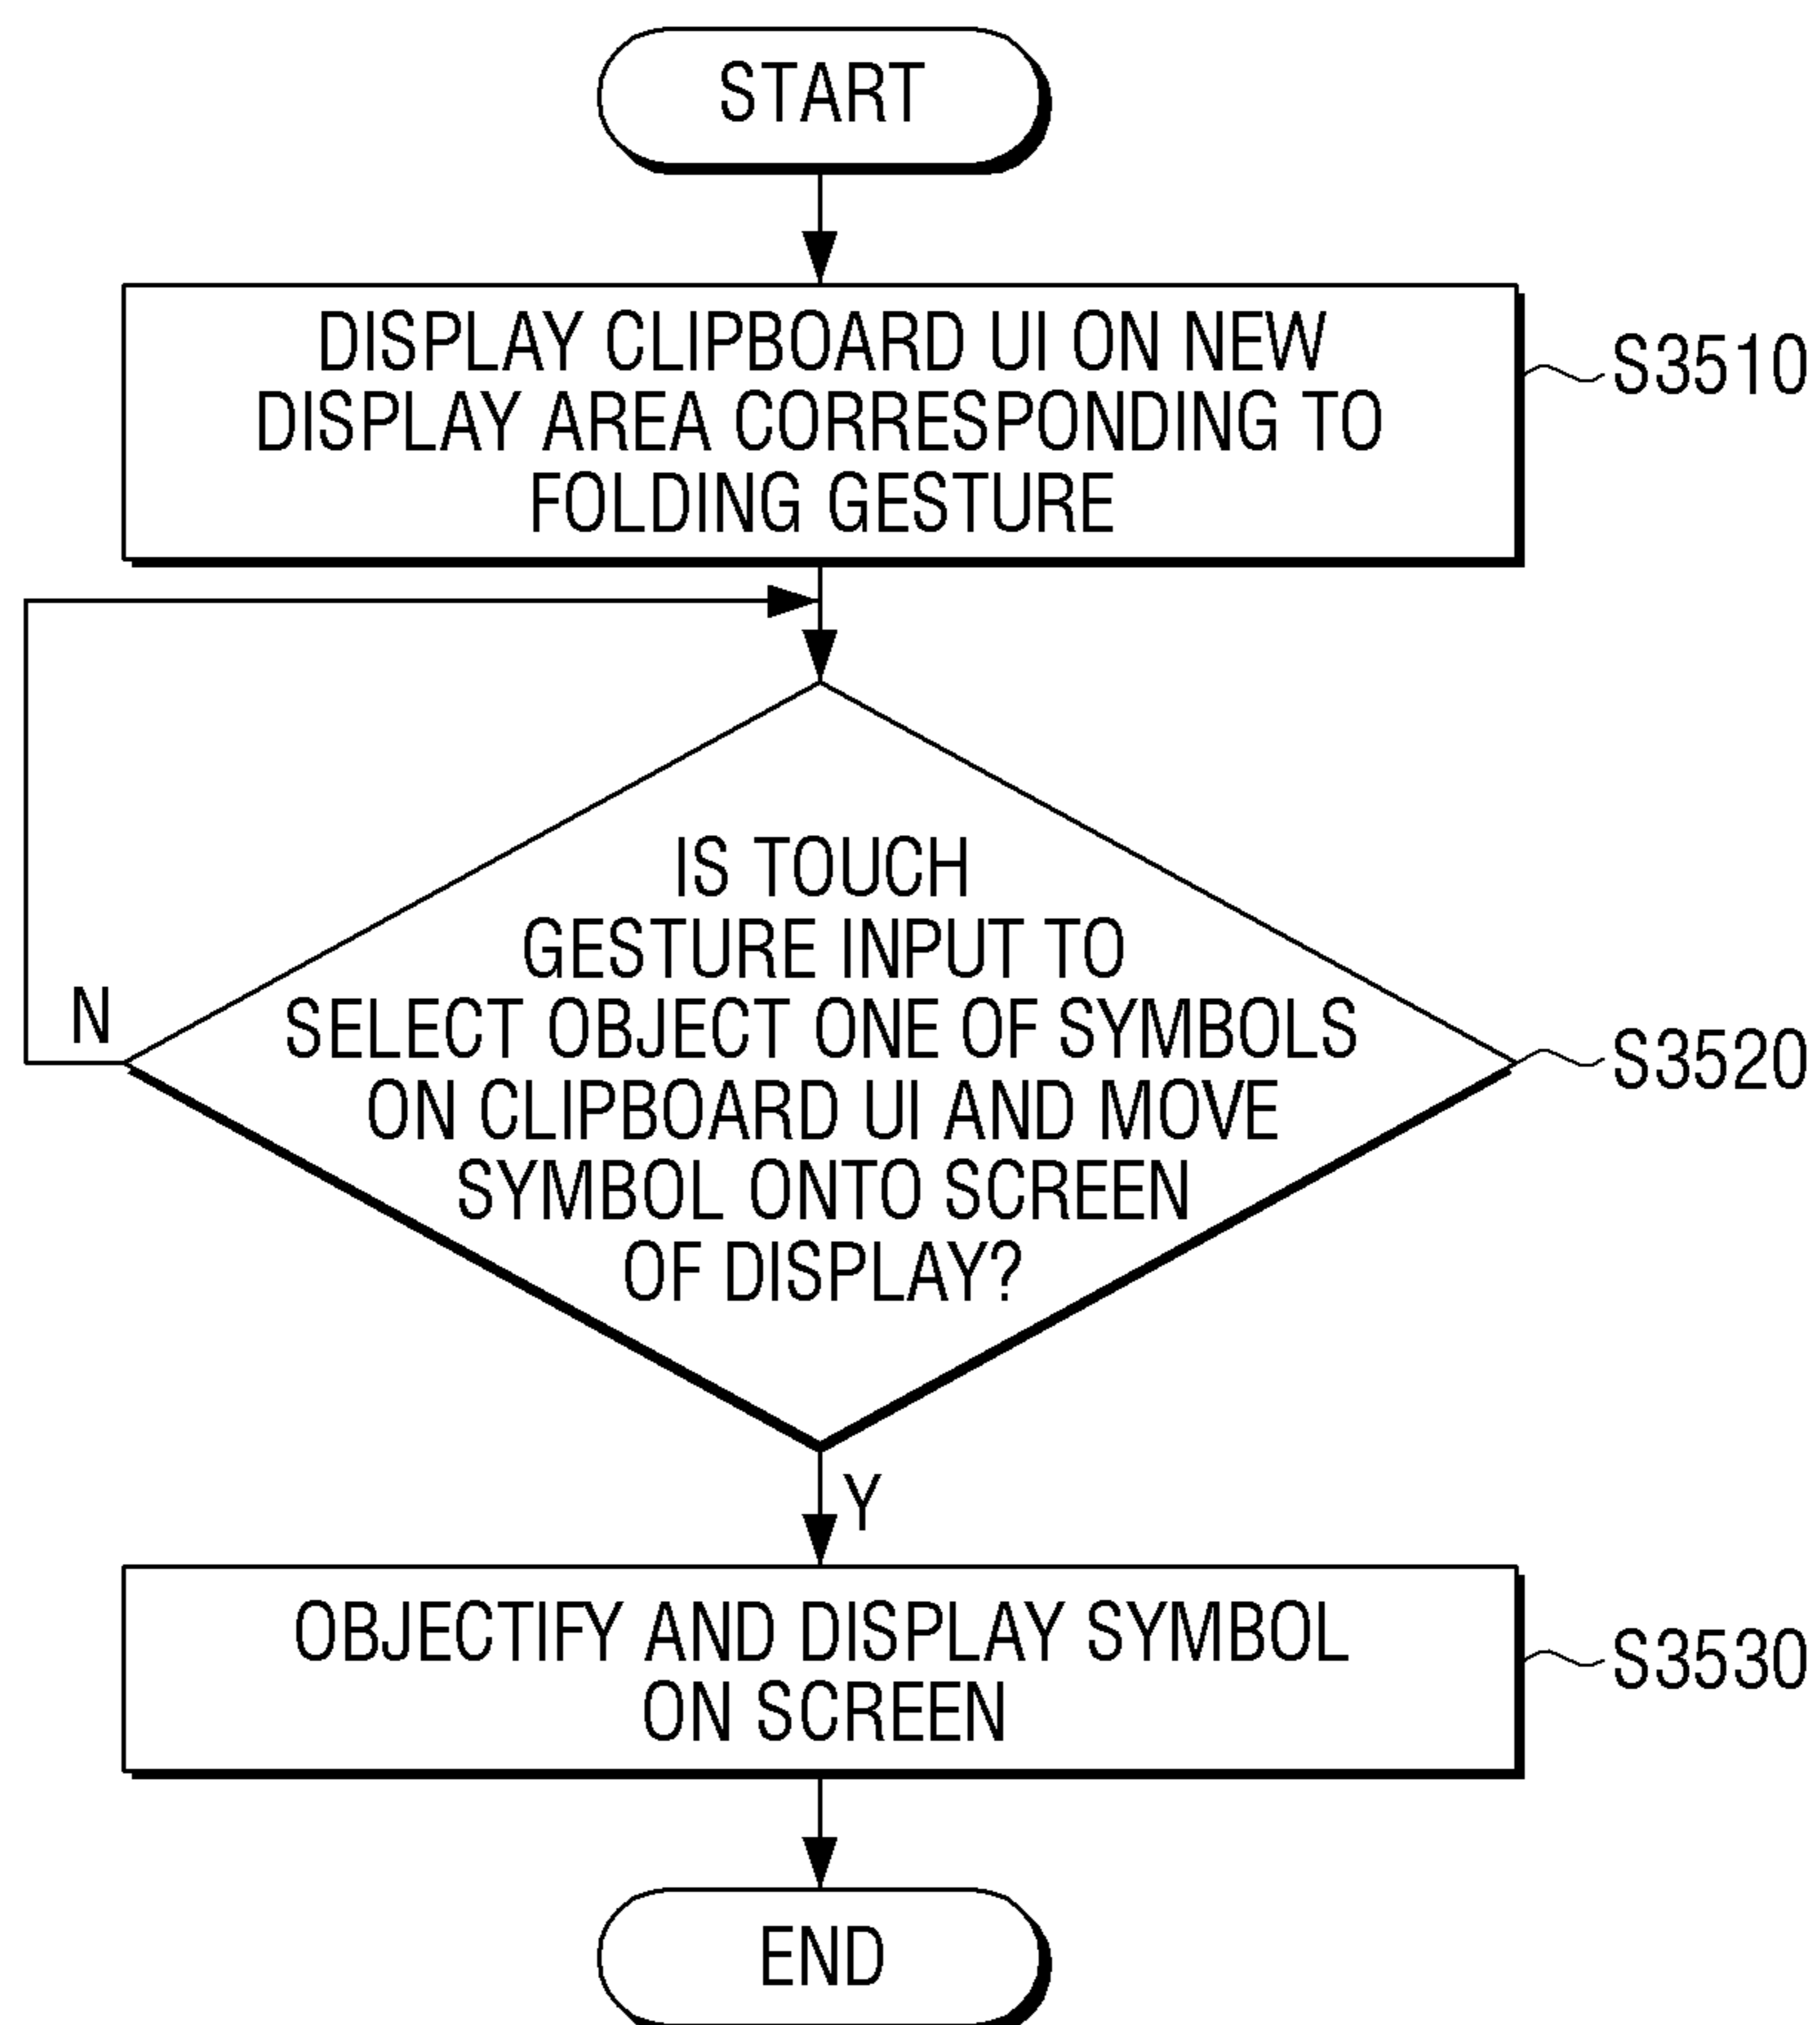 START
DISPLAY CLIPBOARD UI ON NEW
DISPLAY AREA CORRESPONDING TO
FOLDING GESTURE
S3510
IS TOUCH
GESTURE INPUT TO
SELECT OBJECT ONE OF SYMBOLS
ON CLIPBOARD UI AND MOVE
SYMBOL ONTO SCREEN
OF DISPLAY?
N
S3520
Y
OBJECTIFY AND DISPLAY SYMBOL
ON SCREEN
S3530
END